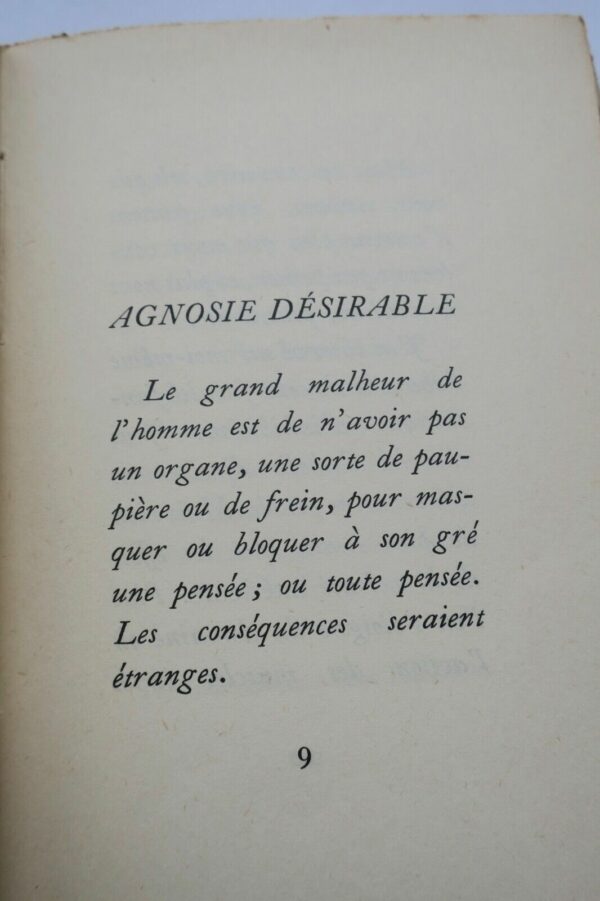 AGNOSIE DÉSIRABLE
Le grand malheur de
l'homme est de n'avoir pas
un organe, une sorte de pau-
pière ou de frein, pour mas-
quer ou bloquer à son gré
une pensée ; ou toute pensée.
Les conséquences seraient
étranges.
9